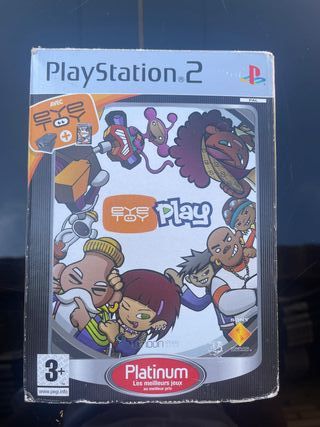 PlayStation®2
PAL
AVEC
EYE
TOY
+
EYE
TOY
Play
SONY
3+
www.pegi.info
Platinum
Les meilleurs jeux
au meilleur prix